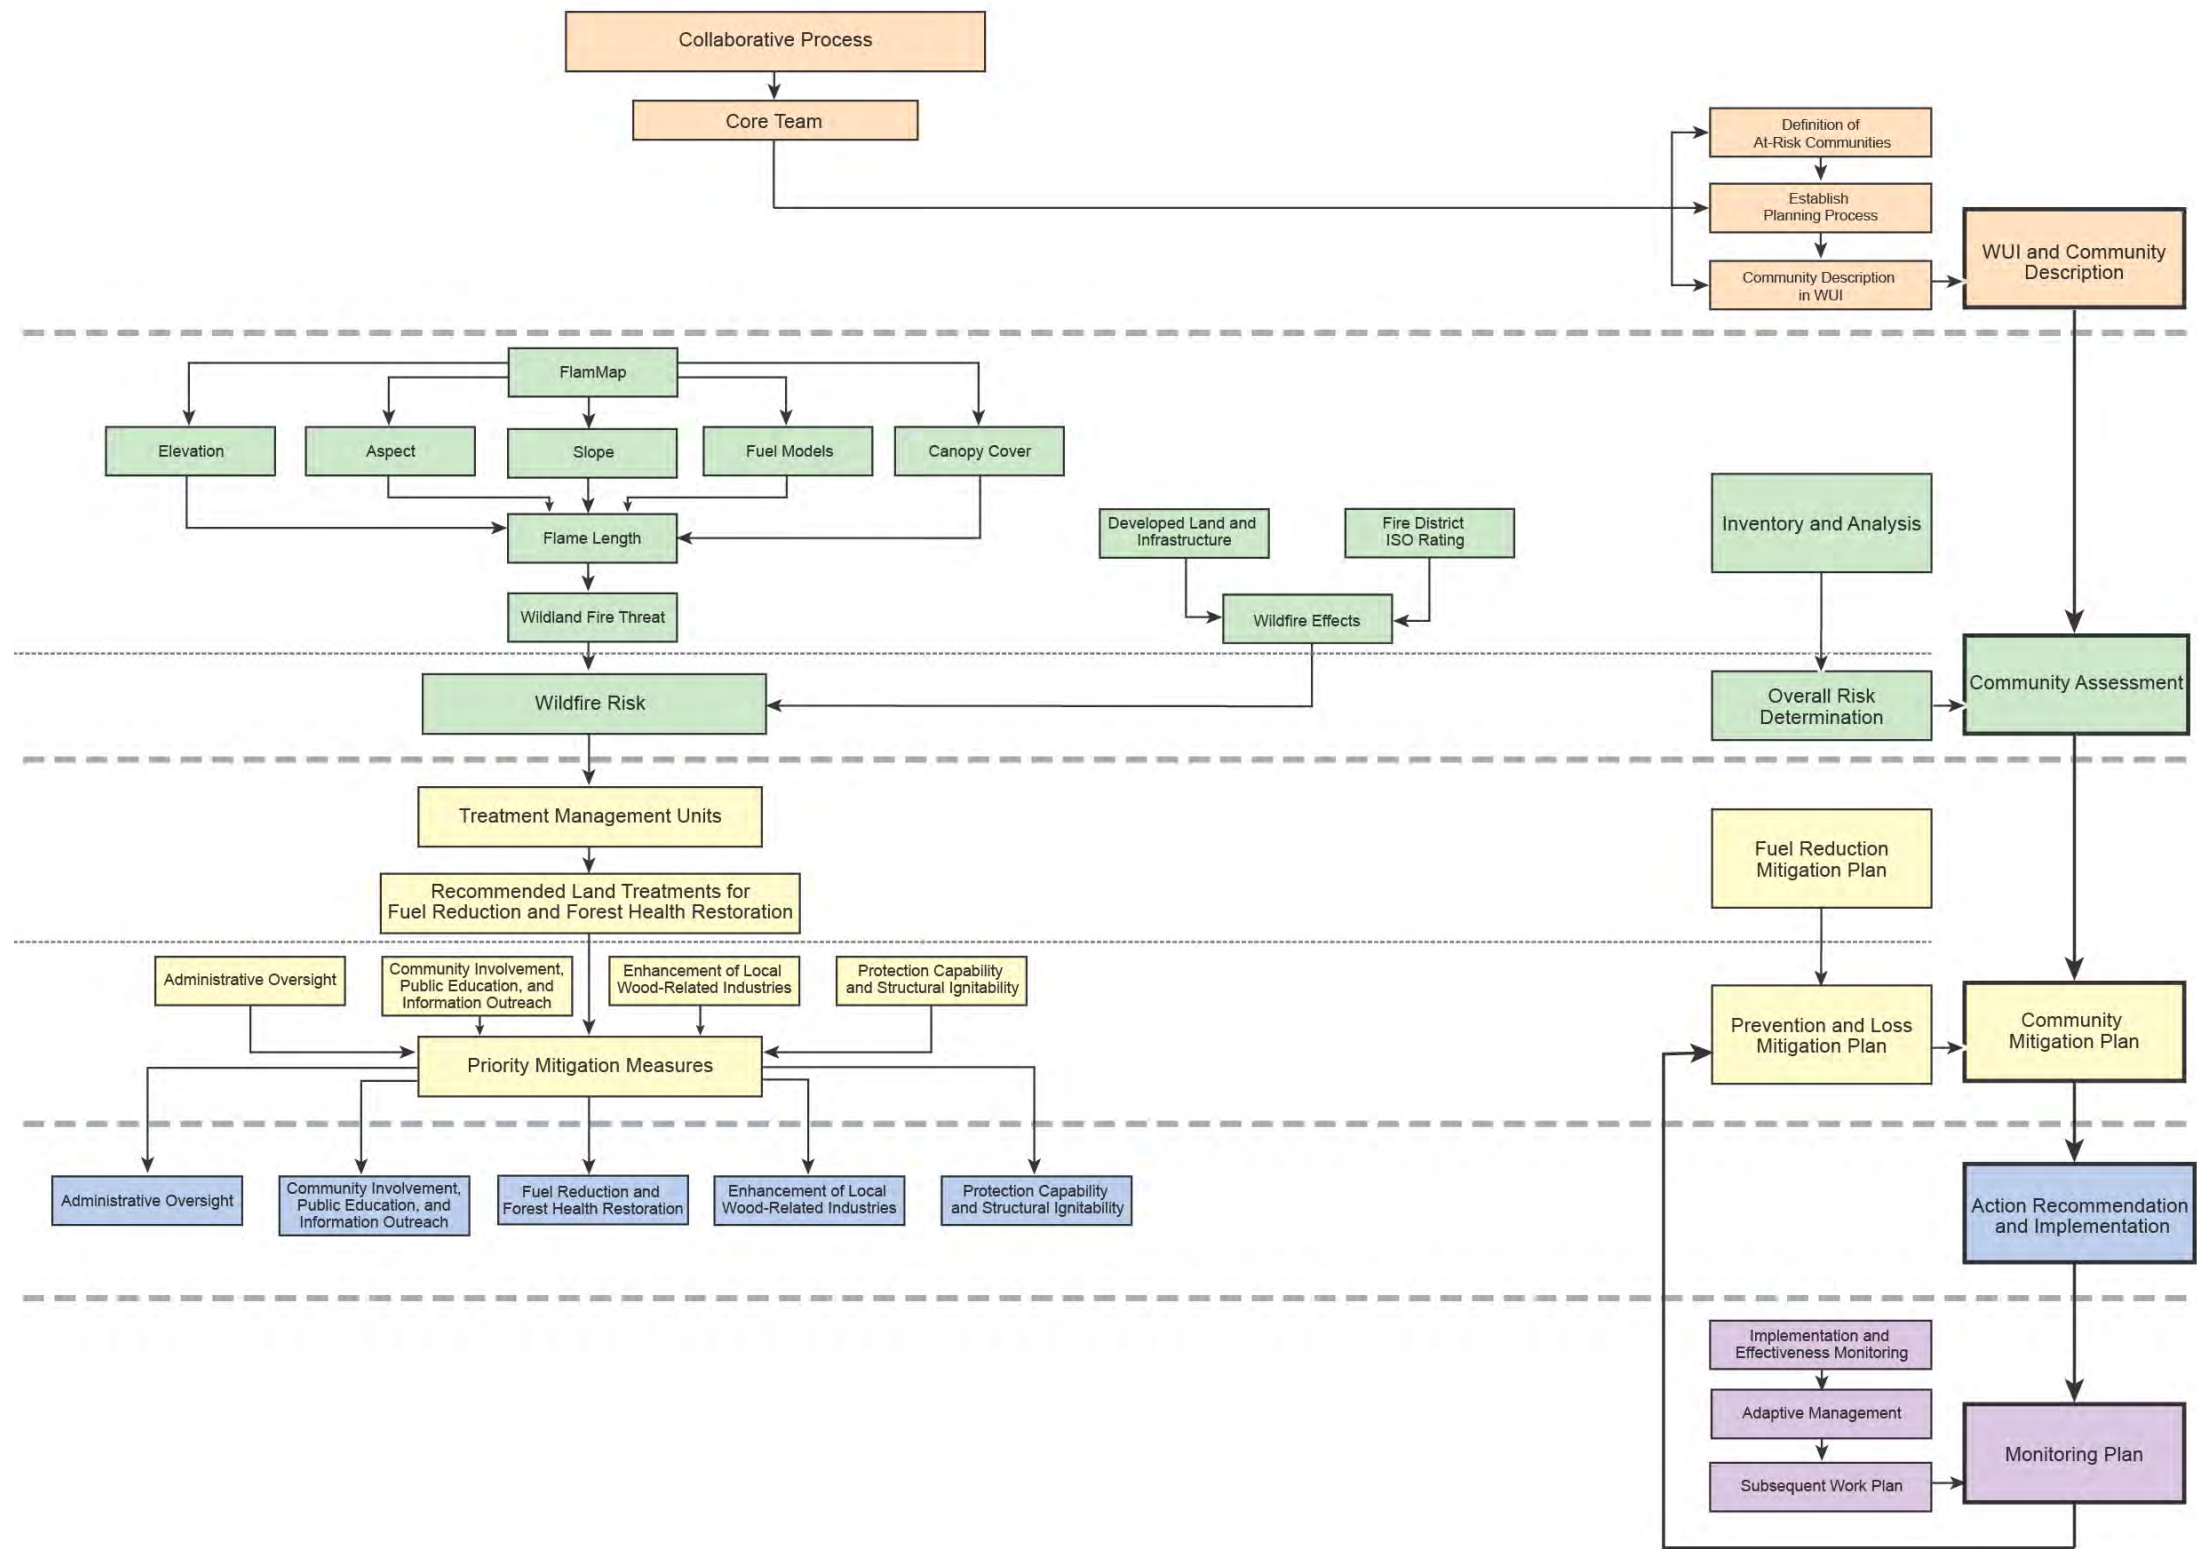 Collaborative Process
Core Team
Definition of
At-Risk Communities
Establish
Planning Process
Community Description
in WUI
WUI and Community
Description
FlamMap
Elevation
Aspect
Slope
Fuel Models
Canopy Cover
Flame Length
Wildland Fire Threat
Developed Land and
Infrastructure
Fire District
ISO Rating
Wildfire Effects
Inventory and Analysis
Wildfire Risk
Overall Risk
Determination
Community Assessment
Treatment Management Units
Recommended Land Treatments for
Fuel Reduction and Forest Health Restoration
Fuel Reduction
Mitigation Plan
Administrative Oversight
Community Involvement,
Public Education, and
Information Outreach
Enhancement of Local
Wood-Related Industries
Protection Capability
and Structural Ignitability
Priority Mitigation Measures
Prevention and Loss
Mitigation Plan
Community
Mitigation Plan
Administrative Oversight
Community Involvement,
Public Education, and
Information Outreach
Fuel Reduction and
Forest Health Restoration
Enhancement of Local
Wood-Related Industries
Protection Capability
and Structural Ignitability
Action Recommendation
and Implementation
Implementation and
Effectiveness Monitoring
Adaptive Management
Subsequent Work Plan
Monitoring Plan